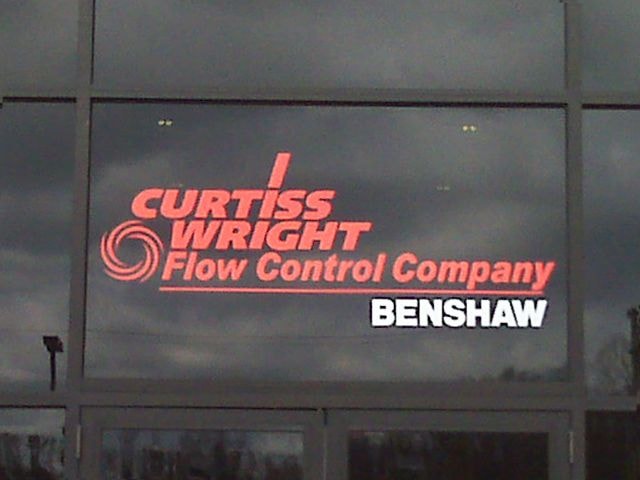 CURTISS
WRIGHT
Flow Control Company
BENSHAW